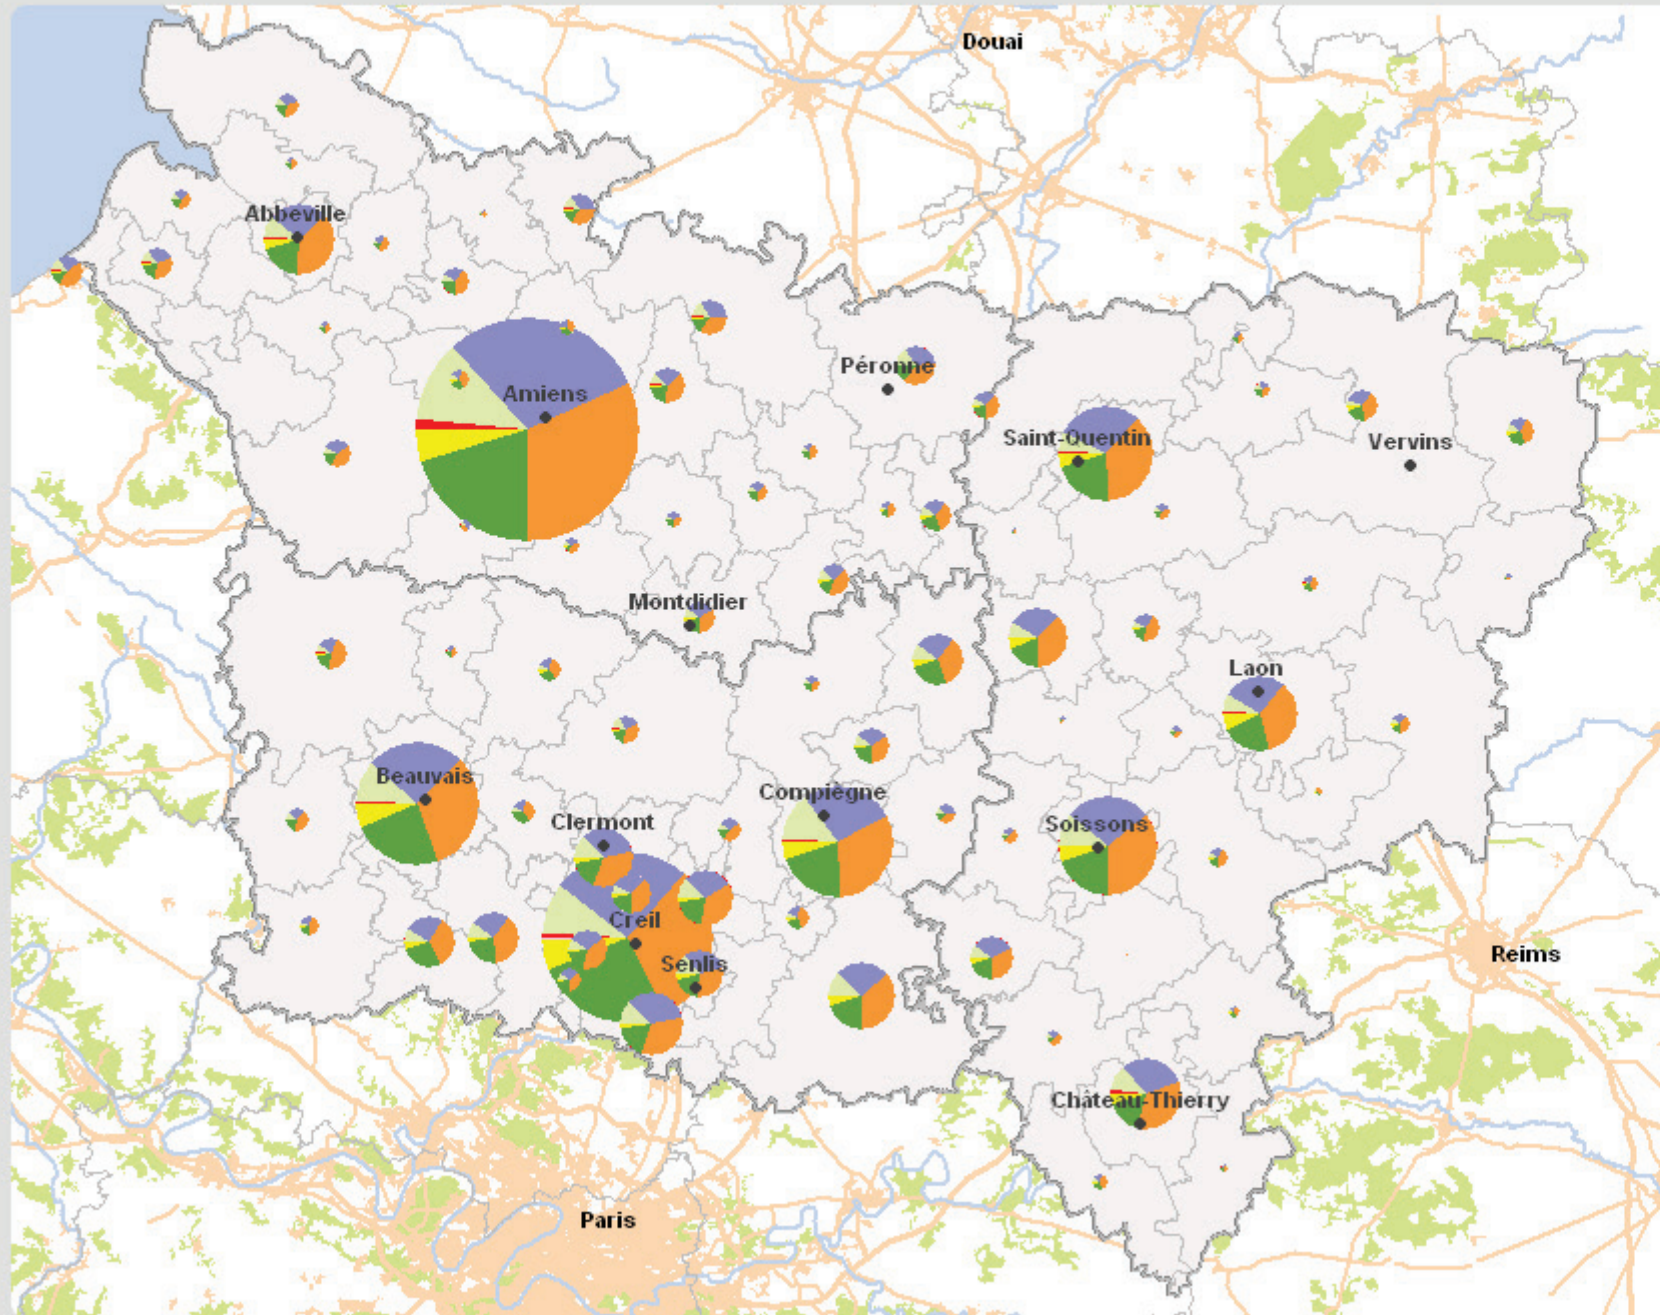 Douai
Abbeville
Péronne
Amiens
Saint-Quentin
Vervins
Montdidier
Laon
Beauvais
Compiègne
Clermont
Soissons
Creil
Senlis
Reims
Château-Thierry
Paris